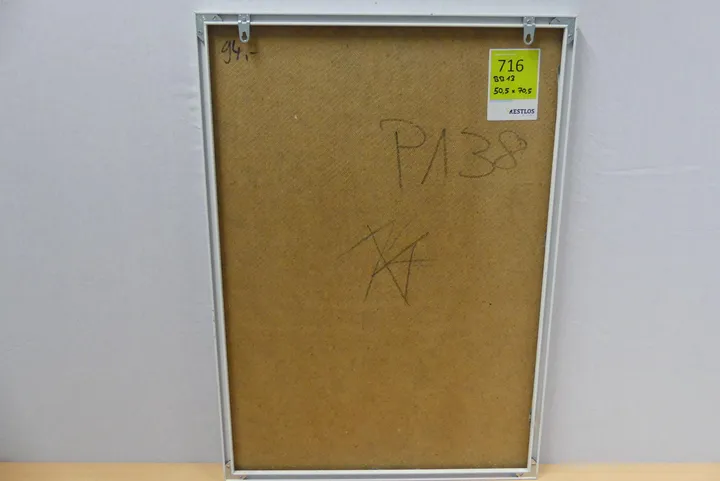 94,-
716
BD 13
50,5 x 70,5
RESTLOS
P138